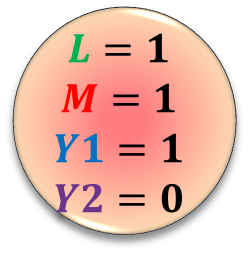 L = 1
M = 1
Y1 = 1
Y2 = 0